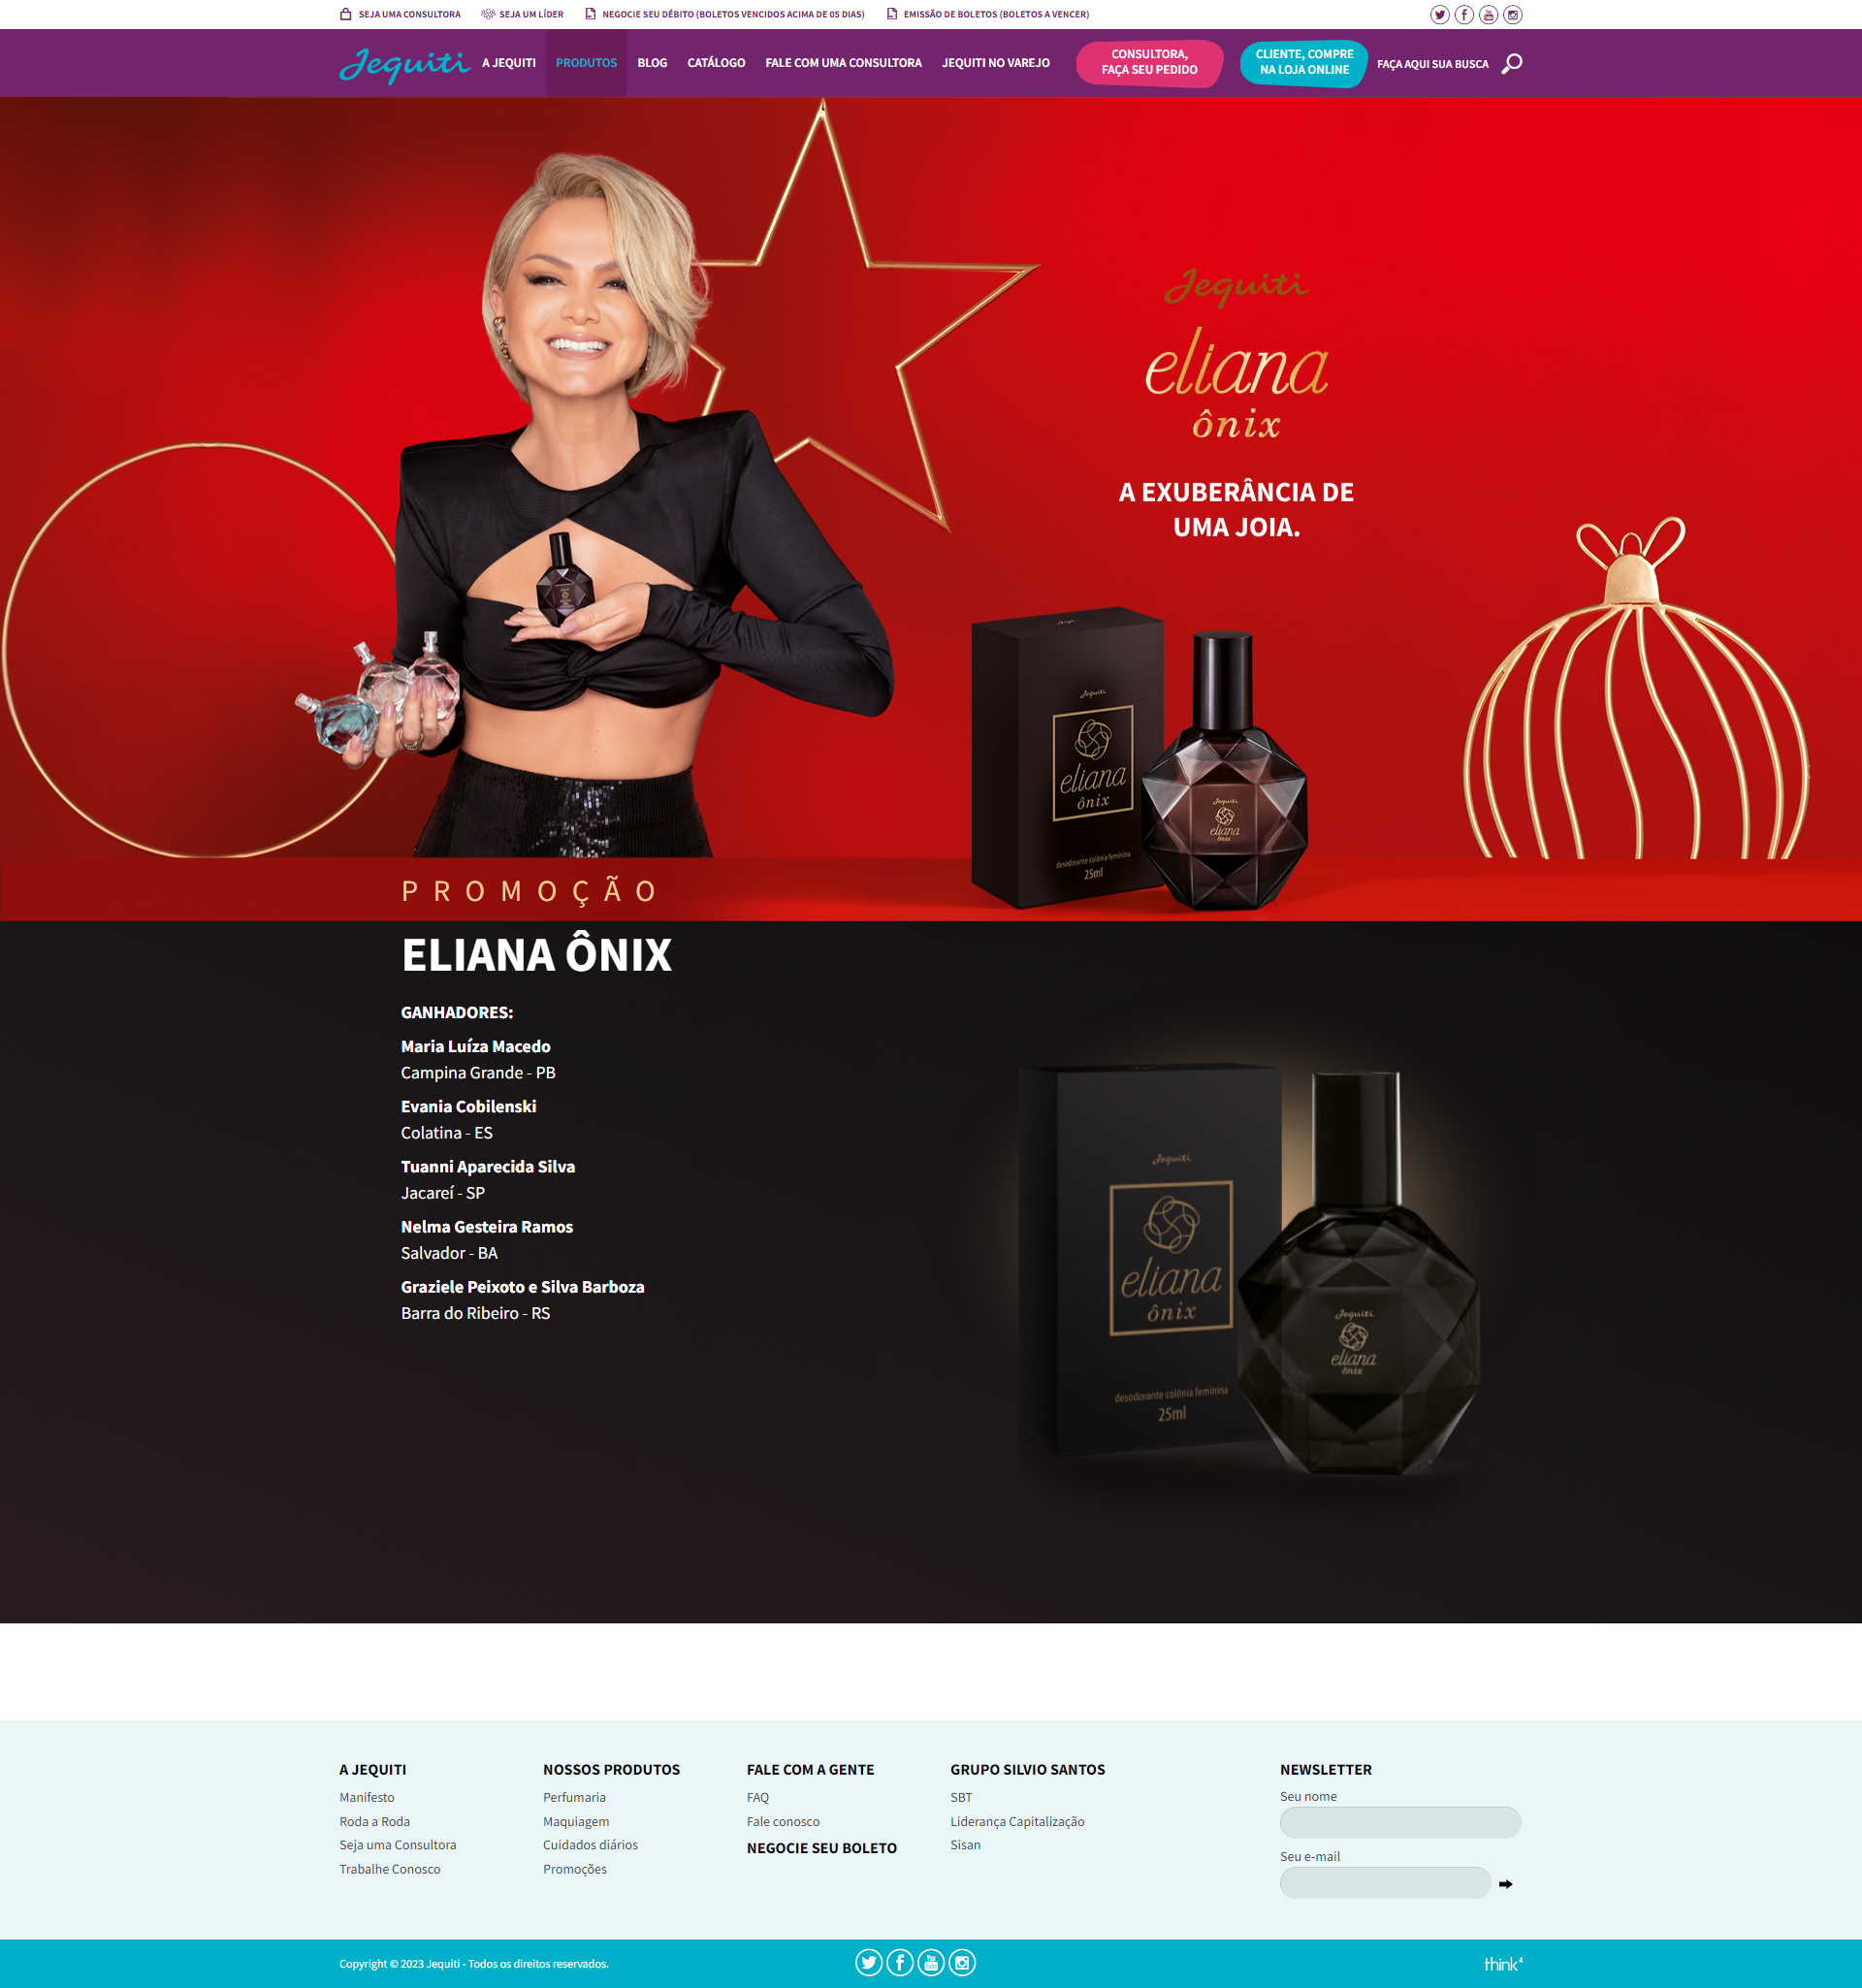 SEJA UMA CONSULTORA
SEJA UM LÍDER
NEGOCIE SEU DÉBITO (BOLETOS VENCIDOS ACIMA DE 05 DIAS)
EMISSÃO DE BOLETOS (BOLETOS A VENCER)
Jequiti
A JEQUITI
PRODUTOS
BLOG
CATÁLOGO
FALE COM UMA CONSULTORA
JEQUITI NO VAREJO
CONSULTORA,
FAÇA SEU PEDIDO
CLIENTE, COMPRE
NA LOJA ONLINE
FAÇA AQUI SUA BUSCA
Jequiti
eliana
ônix
A EXUBERÂNCIA DE
UMA JOIA.
Jequiti
eliana
ônix
desodorante colônia feminina
25ml
Jequiti
eliana
ônix
PROMOÇÃO
ELIANA ÔNIX
GANHADORES:
Maria Luíza Macedo
Campina Grande - PB
Evania Cobilenski
Colatina - ES
Tuanni Aparecida Silva
Jacareí - SP
Nelma Gesteira Ramos
Salvador - BA
Graziele Peixoto e Silva Barboza
Barra do Ribeiro - RS
Jequiti
eliana
ônix
desodorante colônia feminina
25ml
Jequiti
eliana
ônix
A JEQUITI
Manifesto
Roda a Roda
Seja uma Consultora
Trabalhe Conosco
NOSSOS PRODUTOS
Perfumaria
Maquiagem
Cuidados diários
Promoções
FALE COM A GENTE
FAQ
Fale conosco
NEGOCIE SEU BOLETO
GRUPO SILVIO SANTOS
SBT
Liderança Capitalização
Sisan
NEWSLETTER
Seu nome
Seu e-mail
Copyright © 2023 Jequiti - Todos os direitos reservados.
think⁴